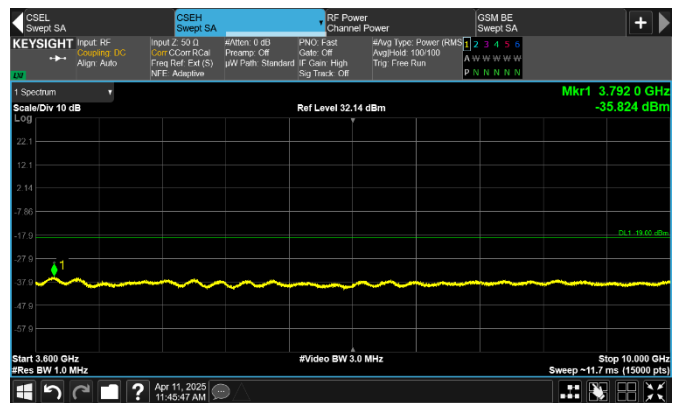 CSEL
Swept SA
CSEH
Swept SA
RF Power
Channel Power
GSM BE
Swept SA
KEYSIGHT
Input: RF
Coupling: DC
Align: Auto
LXI
Input Z: 50 Ω
Corr CCorr RCal
Freq Ref: Ext (S)
NFE: Adaptive
#Atten: 0 dB
Preamp: Off
µW Path: Standard
PNO: Fast
Gate: Off
IF Gain: High
Sig Track: Off
#Avg Type: Power (RMS)
Avg|Hold: 100/100
Trig: Free Run
1 2 3 4 5 6
A W W W W W
P N N N N N
1 Spectrum
Scale/Div 10 dB
Log
Ref Level 32.14 dBm
Mkr1 3.792 0 GHz
-35.824 dBm
22.1
12.1
2.14
-7.86
-17.9
DL1 -19.00 dBm
-27.9
1
-37.9
-47.9
-57.9
Start 3.600 GHz
#Res BW 1.0 MHz
#Video BW 3.0 MHz
Stop 10.000 GHz
Sweep ~11.7 ms (15000 pts)
?
Apr 11, 2025
11:45:47 AM